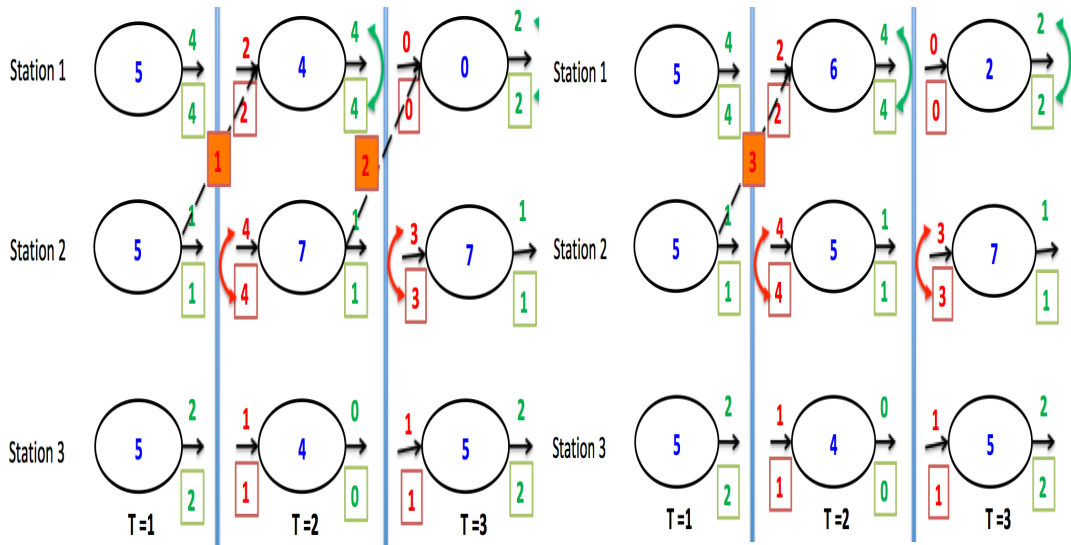 4 2 4 0 2
Station 1 5 4 0
4 2 4 0 2
1 2
1 4 1 3 1
Station 2 5 7 7
1 4 1 3 1
2 1 0 1 2
Station 3 5 4 5
2 1 0 1 2
T =1 T =2 T =3
4 2 4 0 2
Station 1 5 6 2
4 2 4 0 2
3
1 4 1 3 1
Station 2 5 5 7
1 4 1 3 1
2 1 0 1 2
Station 3 5 4 5
2 1 0 1 2
T =1 T =2 T =3